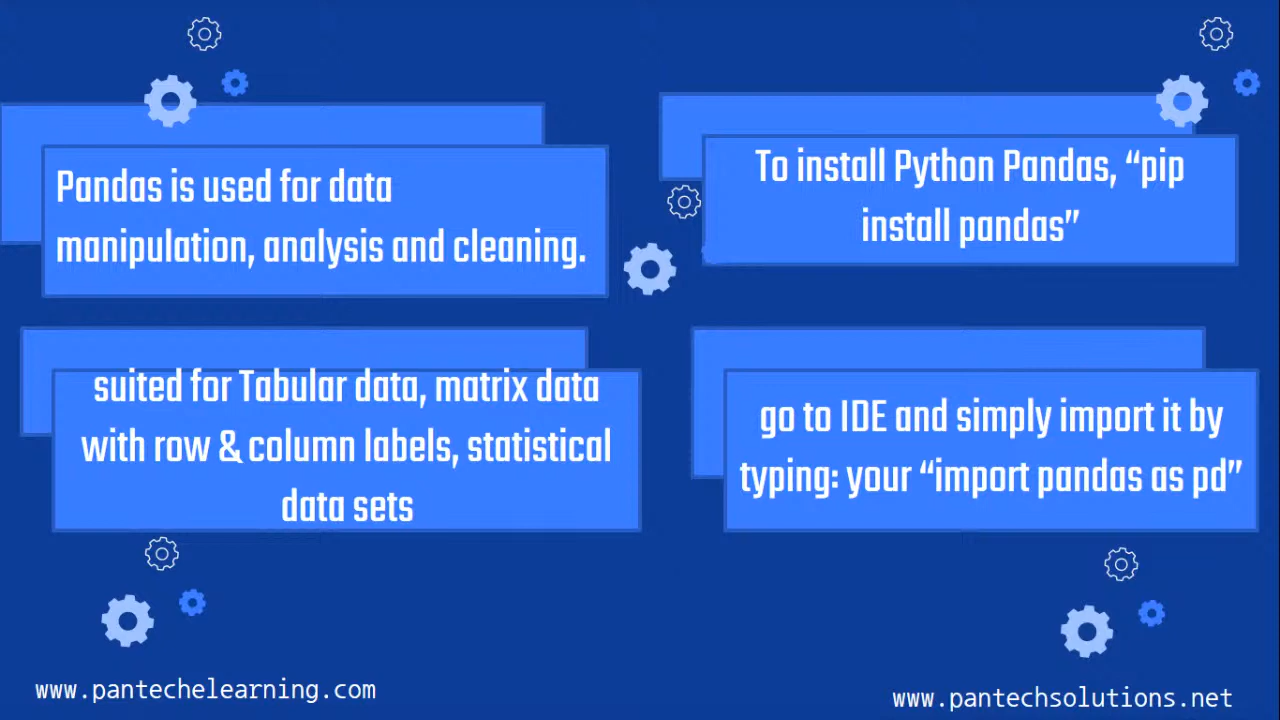 Pandas is used for data
manipulation, analysis and cleaning.
To install Python Pandas, “pip
install pandas”
suited for Tabular data, matrix data
with row & column labels, statistical
data sets
go to IDE and simply import it by
typing: your “import pandas as pd”
www.pantechelearning.com
www.pantechsolutions.net